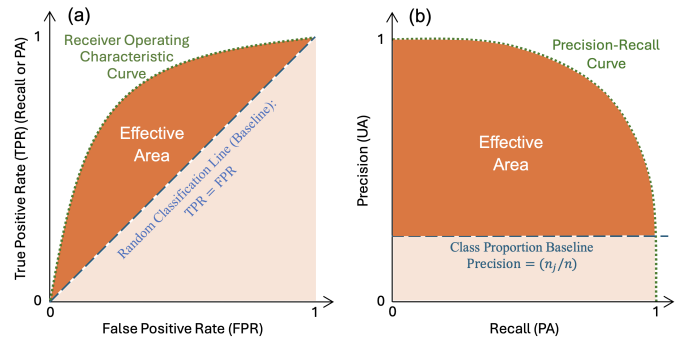 (a)
1
Receiver Operating
Characteristic
Curve
Effective
Area
Random Classification Line (Baseline):
TPR = FPR
True Positive Rate (TPR) (Recall or PA)
0
0
False Positive Rate (FPR)
1
(b)
1
Precision-Recall
Curve
Effective
Area
Class Proportion Baseline
Precision = (n_j/n)
Precision (UA)
0
0
Recall (PA)
1